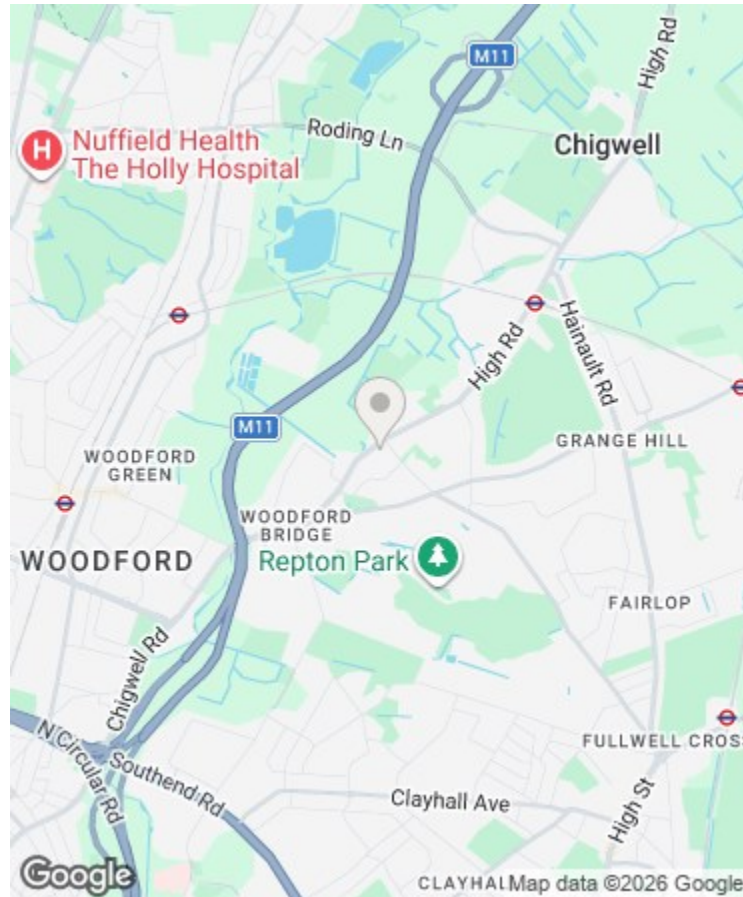 M11
High Rd
Roding Ln
Chigwell
H
Nuffield Health
The Holly Hospital
High Rd
Hainault Rd
M11
GRANGE HILL
WOODFORD
GREEN
WOODFORD
BRIDGE
WOODFORD
Repton Park
FAIRLOP
Chigwell Rd
N Circular Rd
Southend Rd
FULLWELL CROS
Clayhall Ave
High St
Google
CLAYHAL
Map data ©2026 Google